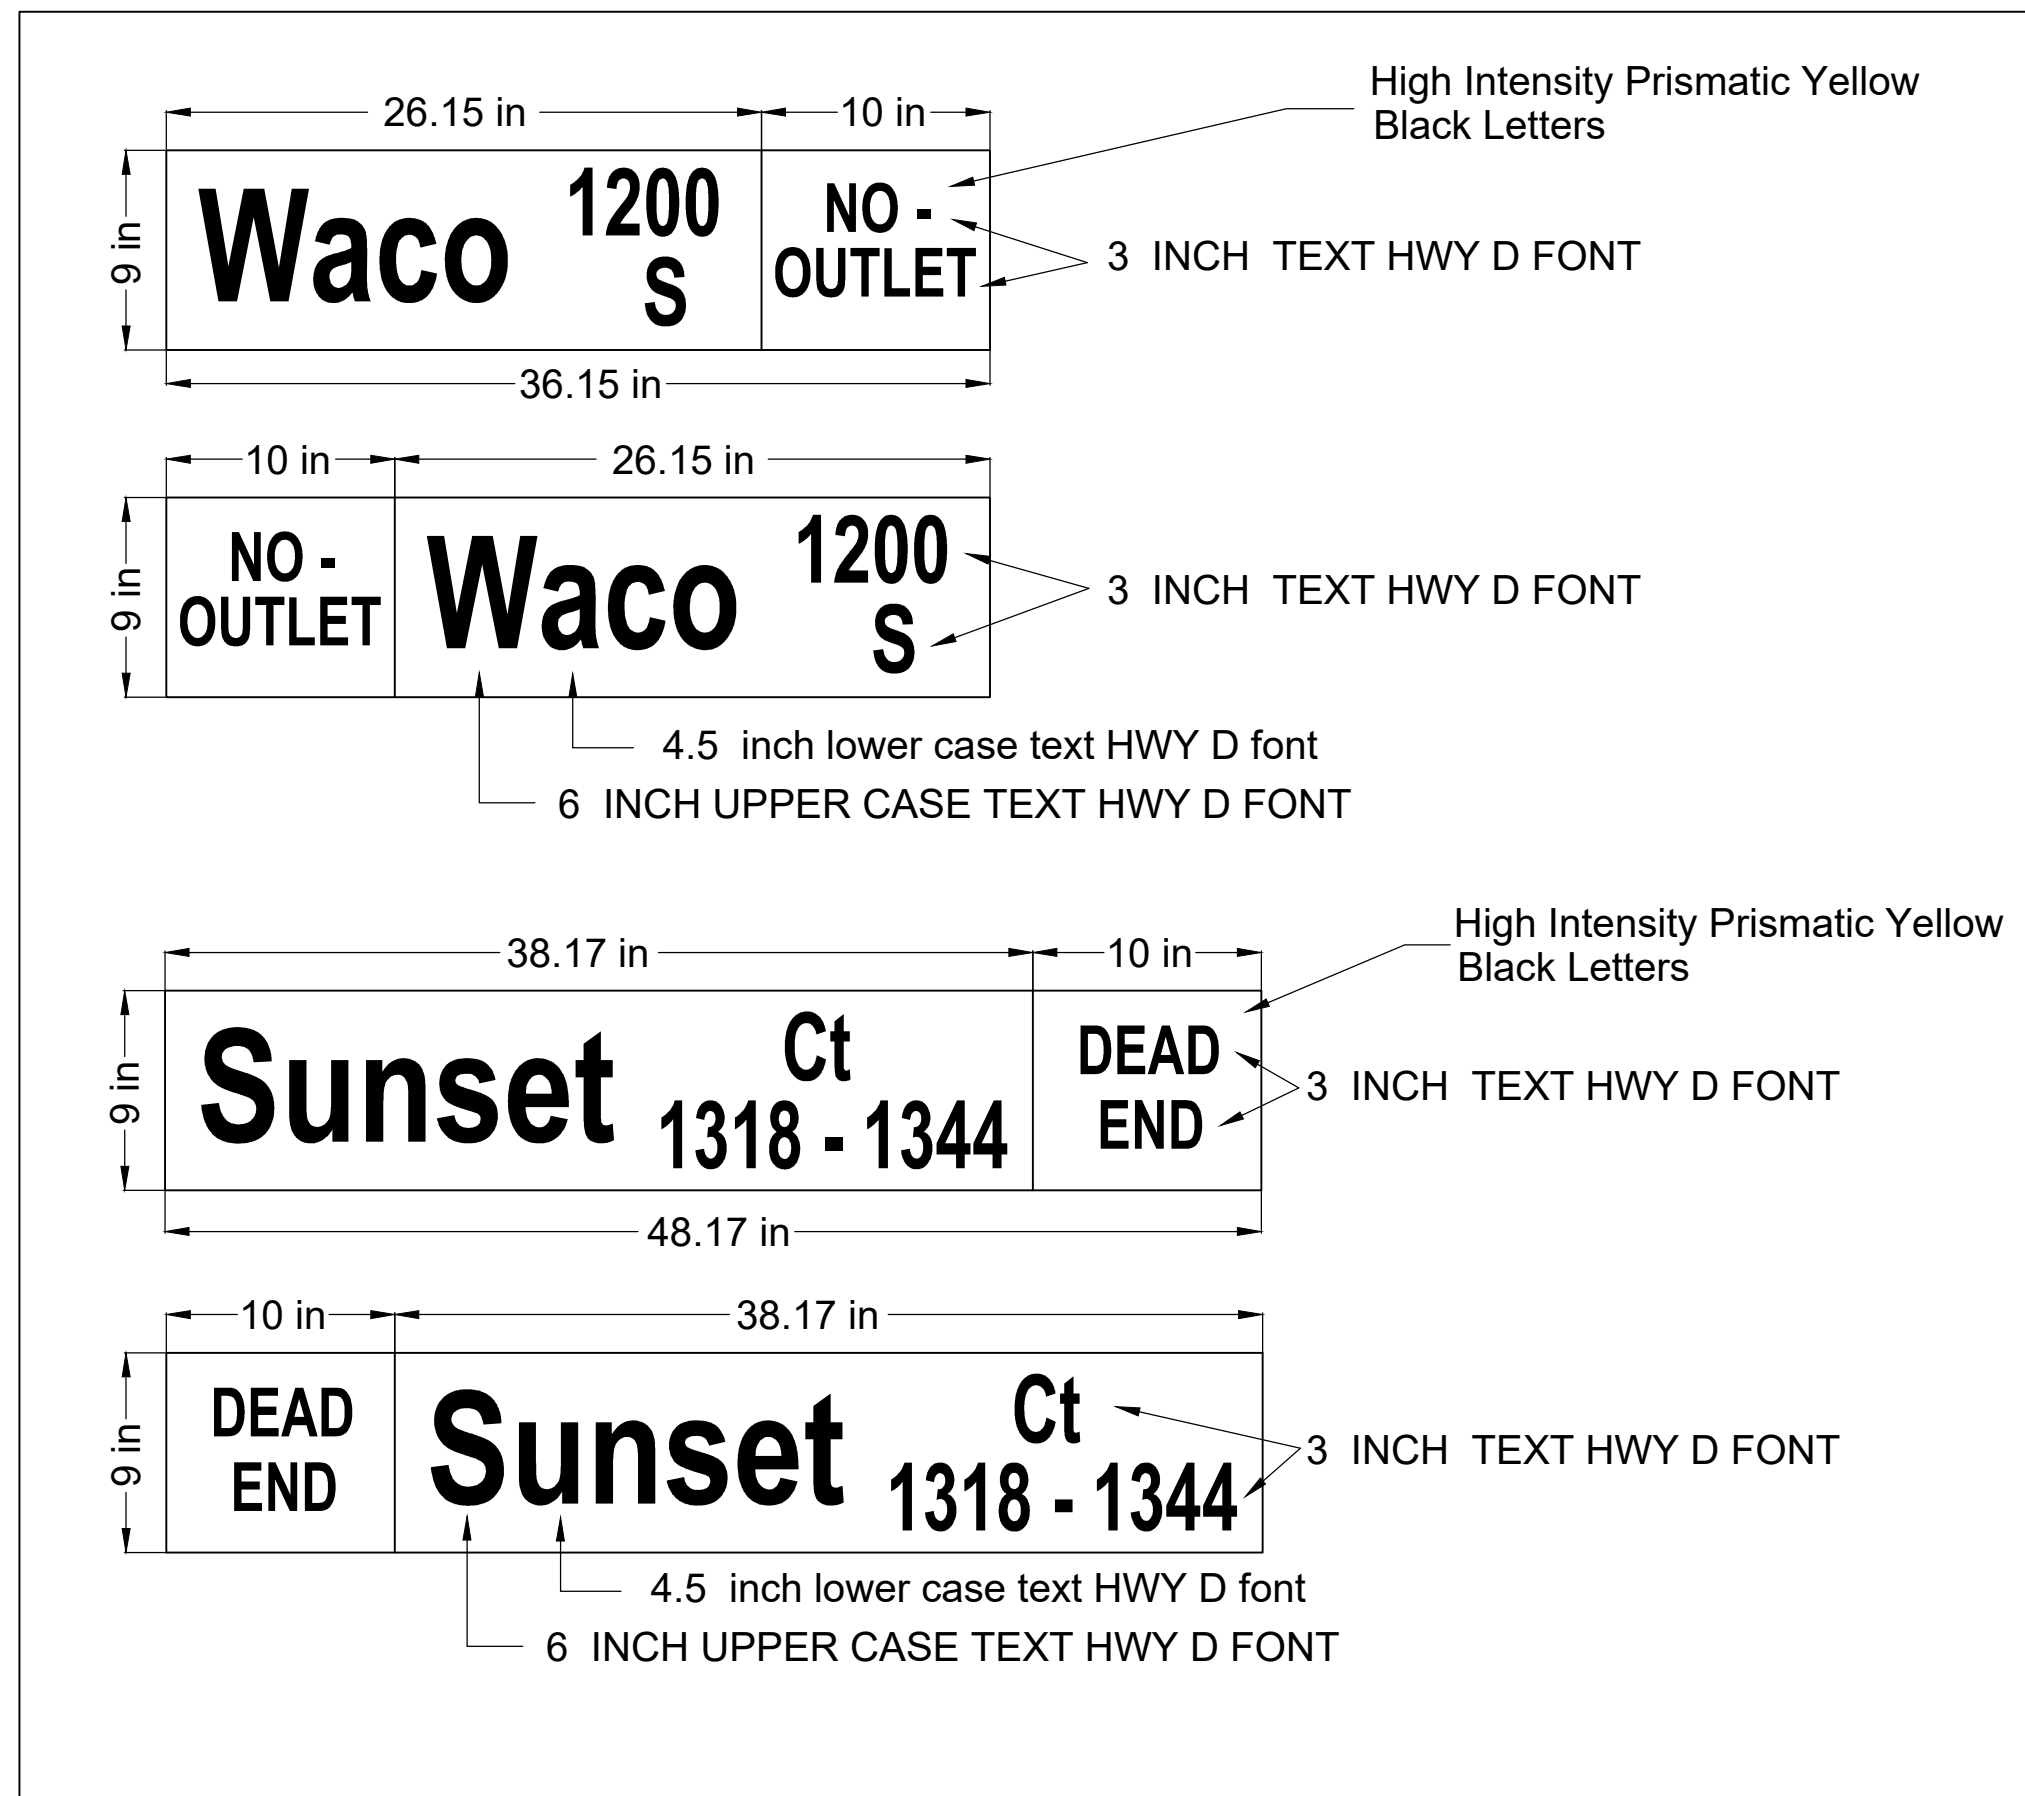 High Intensity Prismatic Yellow
Black Letters
26.15 in
10 in
9 in
Waco
1200
S
NO -
OUTLET
3 INCH TEXT HWY D FONT
36.15 in
10 in
26.15 in
9 in
NO -
OUTLET
Waco
1200
S
3 INCH TEXT HWY D FONT
4.5 inch lower case text HWY D font
6 INCH UPPER CASE TEXT HWY D FONT
High Intensity Prismatic Yellow
Black Letters
38.17 in
10 in
9 in
Sunset
Ct
1318 - 1344
DEAD
END
3 INCH TEXT HWY D FONT
48.17 in
10 in
38.17 in
9 in
DEAD
END
Sunset
Ct
1318 - 1344
3 INCH TEXT HWY D FONT
4.5 inch lower case text HWY D font
6 INCH UPPER CASE TEXT HWY D FONT